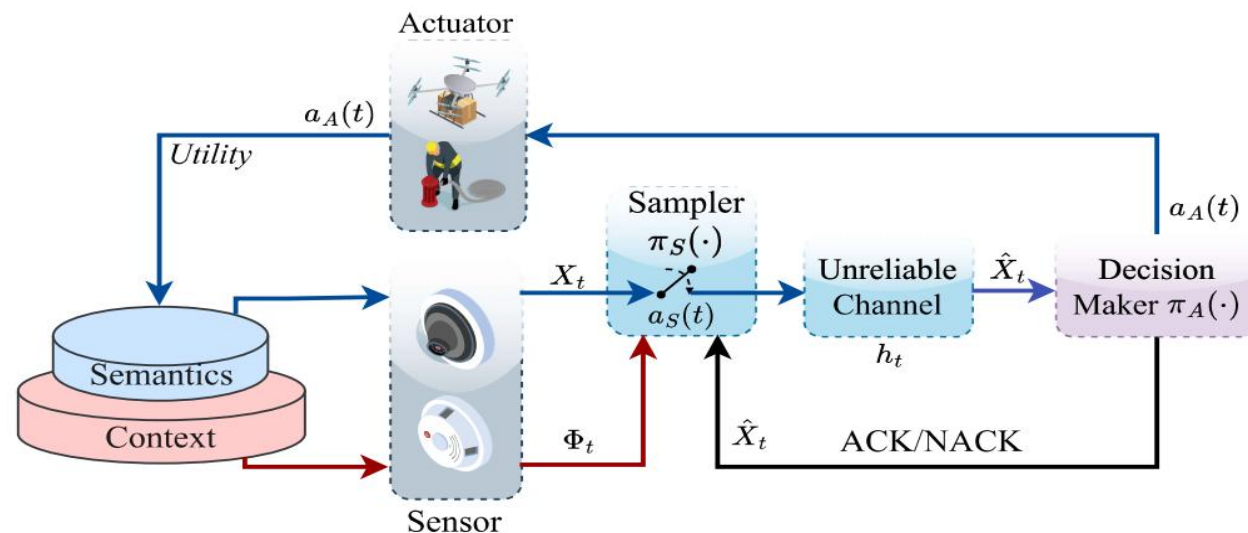 Actuator
a_A(t)
Utility
Sampler
π_S(·)
a_S(t)
X_t
Unreliable
Channel
h_t
X̂_t
a_A(t)
Decision
Maker π_A(·)
Semantics
Context
Φ_t
X̂_t
ACK/NACK
Sensor